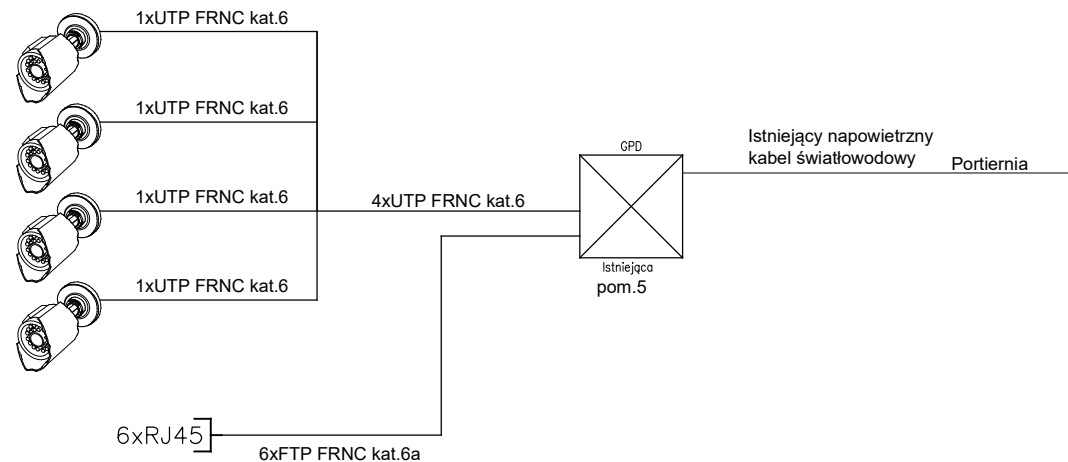 1xUTP FRNC kat.6
1xUTP FRNC kat.6
1xUTP FRNC kat.6
4xUTP FRNC kat.6
1xUTP FRNC kat.6
6xRJ45
6xFTP FRNC kat.6a
GPD
Istniejąca
pom.5
Istniejący napowietrzny
kabel światłowodowy
Portiernia